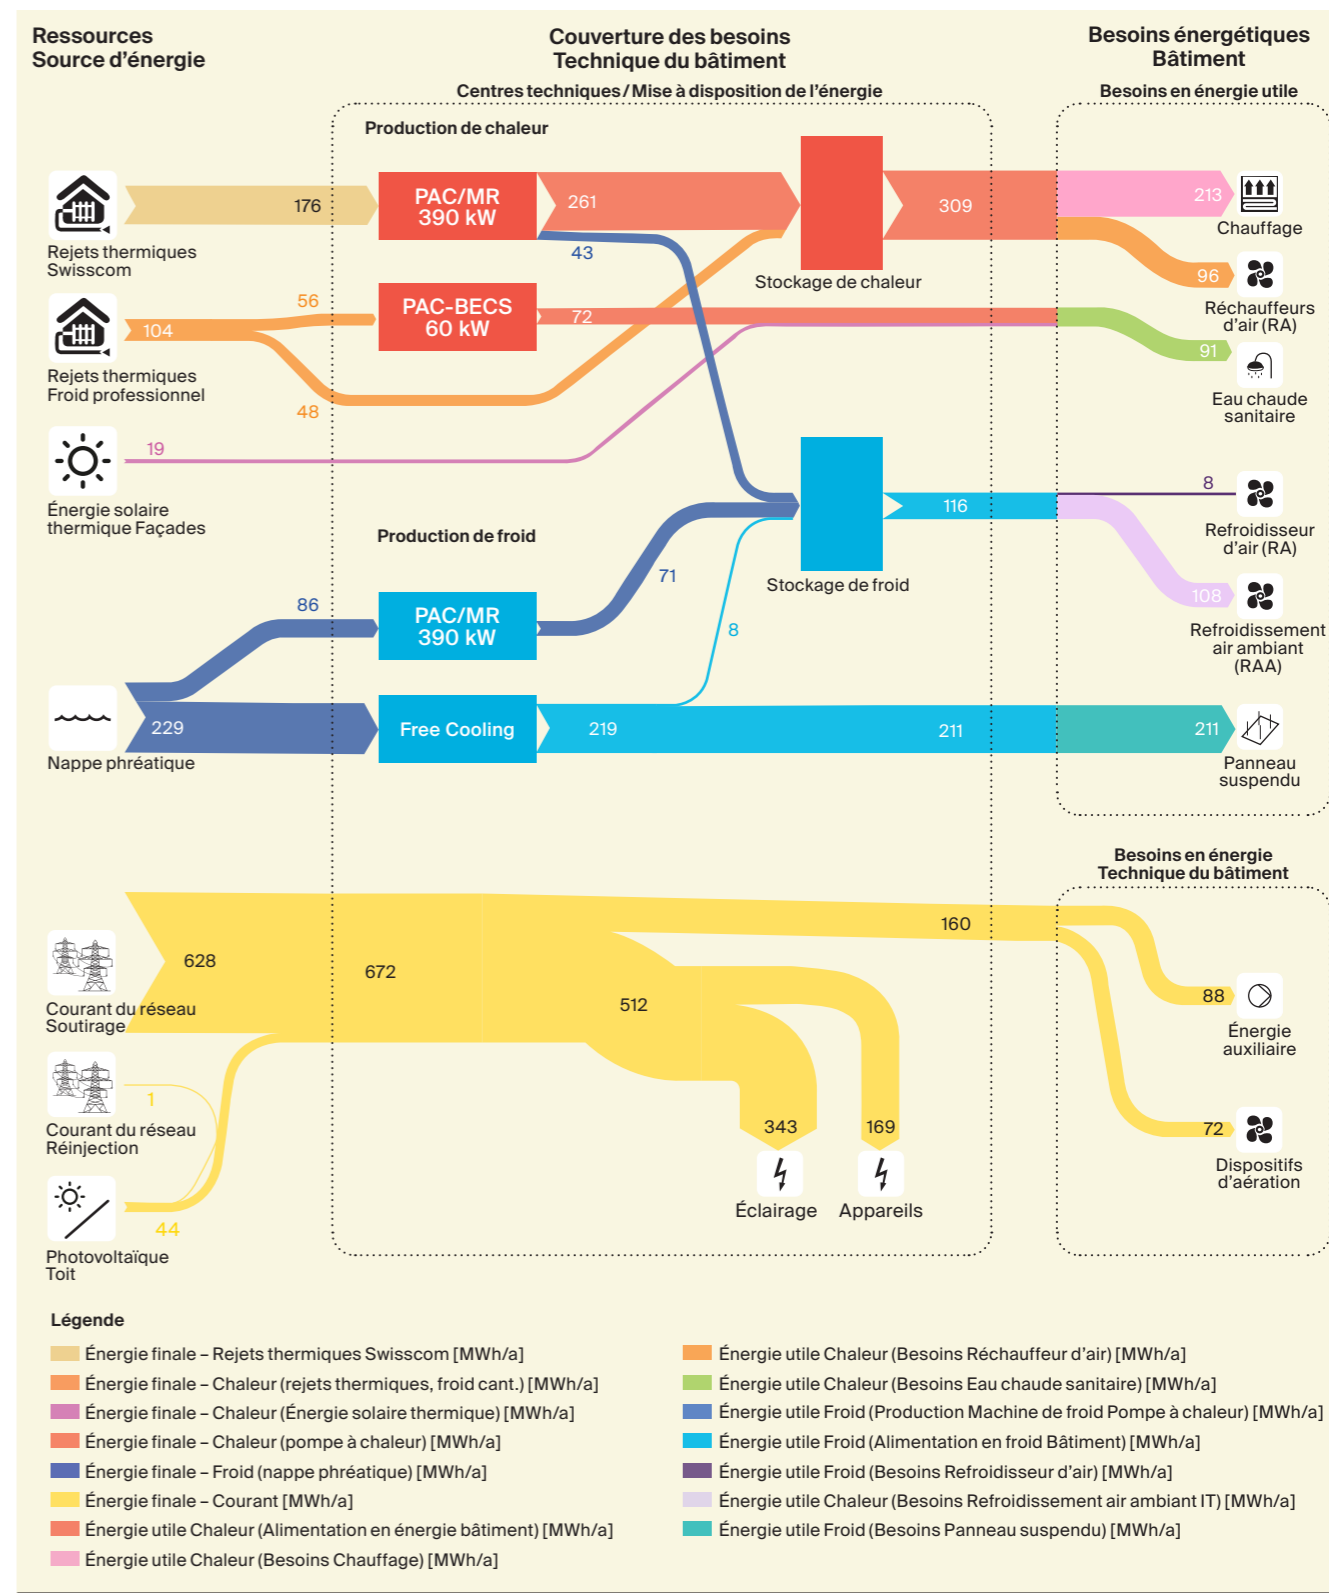 Ressources
Source d'énergie
Couverture des besoins
Technique du bâtiment
Besoins énergétiques
Bâtiment
Centres techniques / Mise à disposition de l'énergie
Besoins en énergie utile
Production de chaleur
176
PAC/MR
390 kW
261
43
309
213
Chauffage
Rejets thermiques
Swisscom
Stockage de chaleur
96
Réchauffeurs
d'air (RA)
56
104
PAC-BECS
60 kW
72
91
Eau chaude
sanitaire
Rejets thermiques
Froid professionnel
48
19
Énergie solaire
thermique Façades
Production de froid
116
8
Refroidisseur
d'air (RA)
Stockage de froid
71
86
PAC/MR
390 kW
8
108
Refroidissement
air ambiant
(RAA)
229
Free Cooling
219
211
211
Nappe phréatique
Panneau
suspendu
Besoins en énergie
Technique du bâtiment
628
672
512
160
Courant du réseau
Soutirage
88
Énergie
auxiliaire
1
Courant du réseau
Réinjection
343
169
72
Dispositifs
d'aération
Éclairage
Appareils
44
Photovoltaïque
Toit
Légende
Énergie finale – Rejets thermiques Swisscom [MWh/a]
Énergie finale – Chaleur (rejets thermiques, froid cant.) [MWh/a]
Énergie finale – Chaleur (Énergie solaire thermique) [MWh/a]
Énergie finale – Chaleur (pompe à chaleur) [MWh/a]
Énergie finale – Froid (nappe phréatique) [MWh/a]
Énergie finale – Courant [MWh/a]
Énergie utile Chaleur (Alimentation en énergie bâtiment) [MWh/a]
Énergie utile Chaleur (Besoins Chauffage) [MWh/a]
Énergie utile Chaleur (Besoins Réchauffeur d'air) [MWh/a]
Énergie utile Chaleur (Besoins Eau chaude sanitaire) [MWh/a]
Énergie utile Froid (Production Machine de froid Pompe à chaleur) [MWh/a]
Énergie utile Froid (Alimentation en froid Bâtiment) [MWh/a]
Énergie utile Froid (Besoins Refroidisseur d'air) [MWh/a]
Énergie utile Chaleur (Besoins Refroidissement air ambiant IT) [MWh/a]
Énergie utile Froid (Besoins Panneau suspendu) [MWh/a]